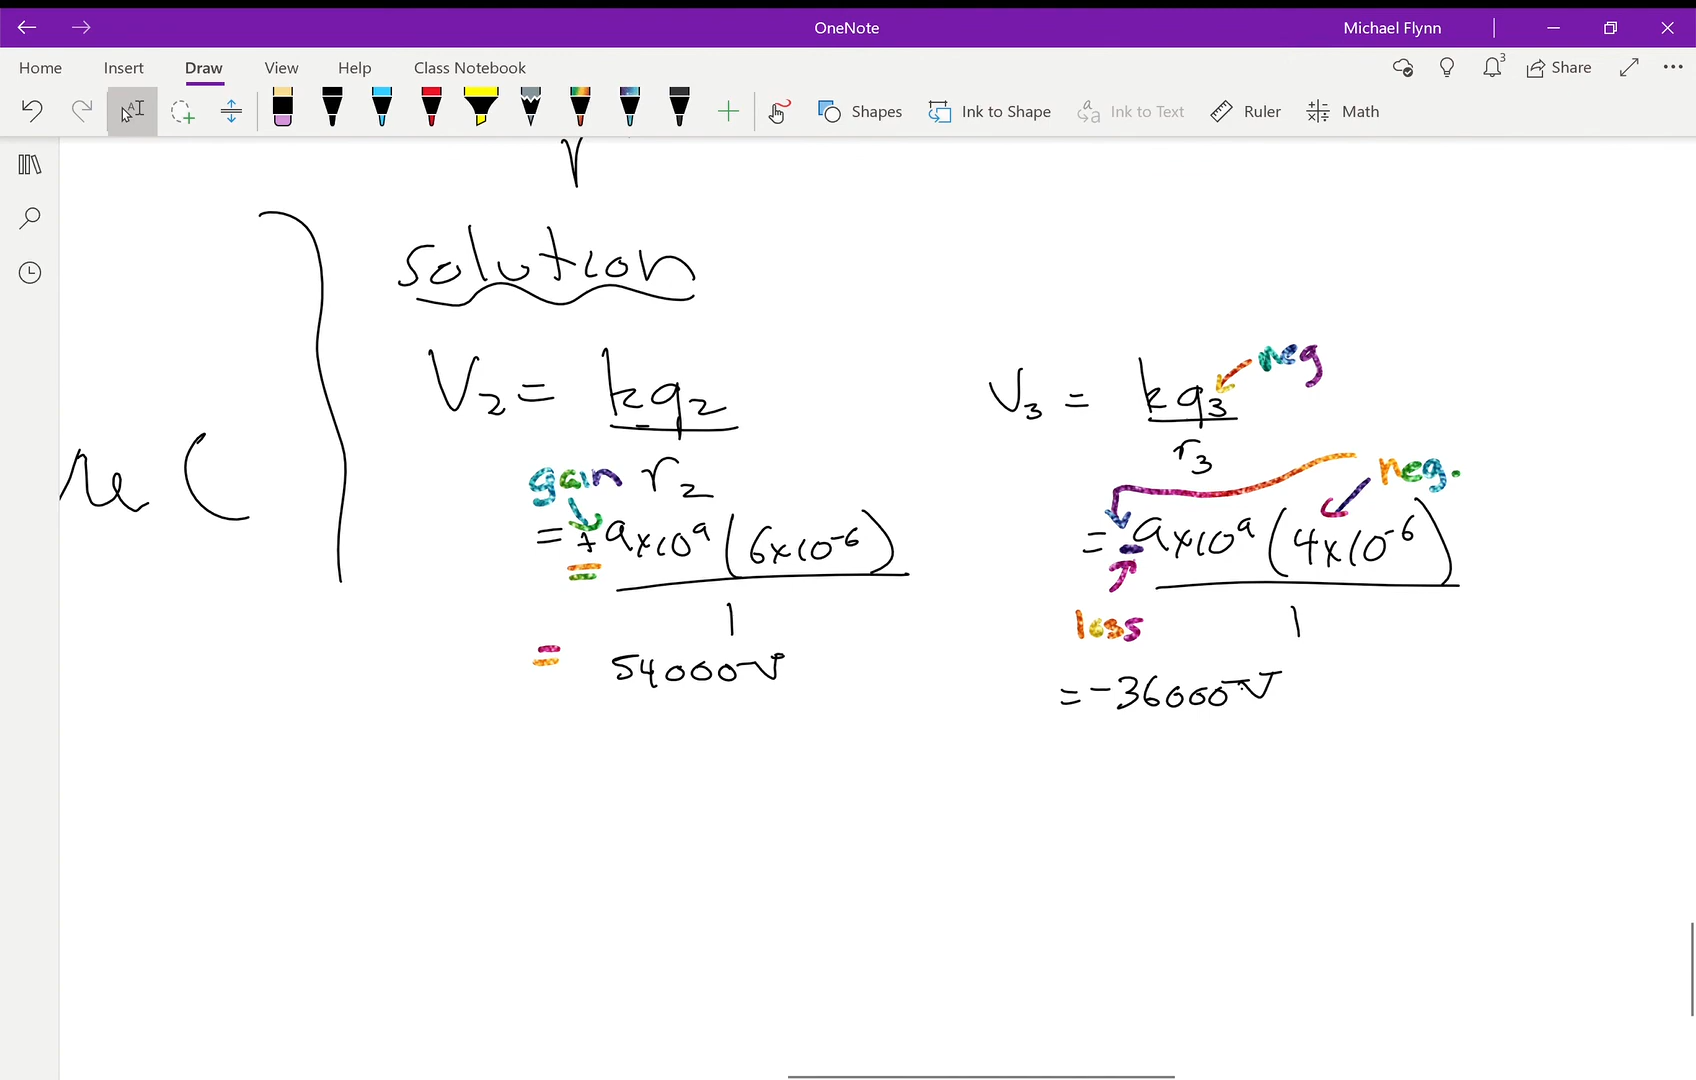 OneNote
Michael Flynn
Home Insert Draw View Help Class Notebook
3
Share
Shapes Ink to Shape Ink to Text Ruler Math
r
solution
V₂ = kq₂
r₂
gain
= + 9x10⁹ (6x10⁻⁶)
1
= 54000V
V₃ = kq₃
neg
r₃
neg.
= - 9x10⁹ (4x10⁻⁶)
1
loss
= -36000V